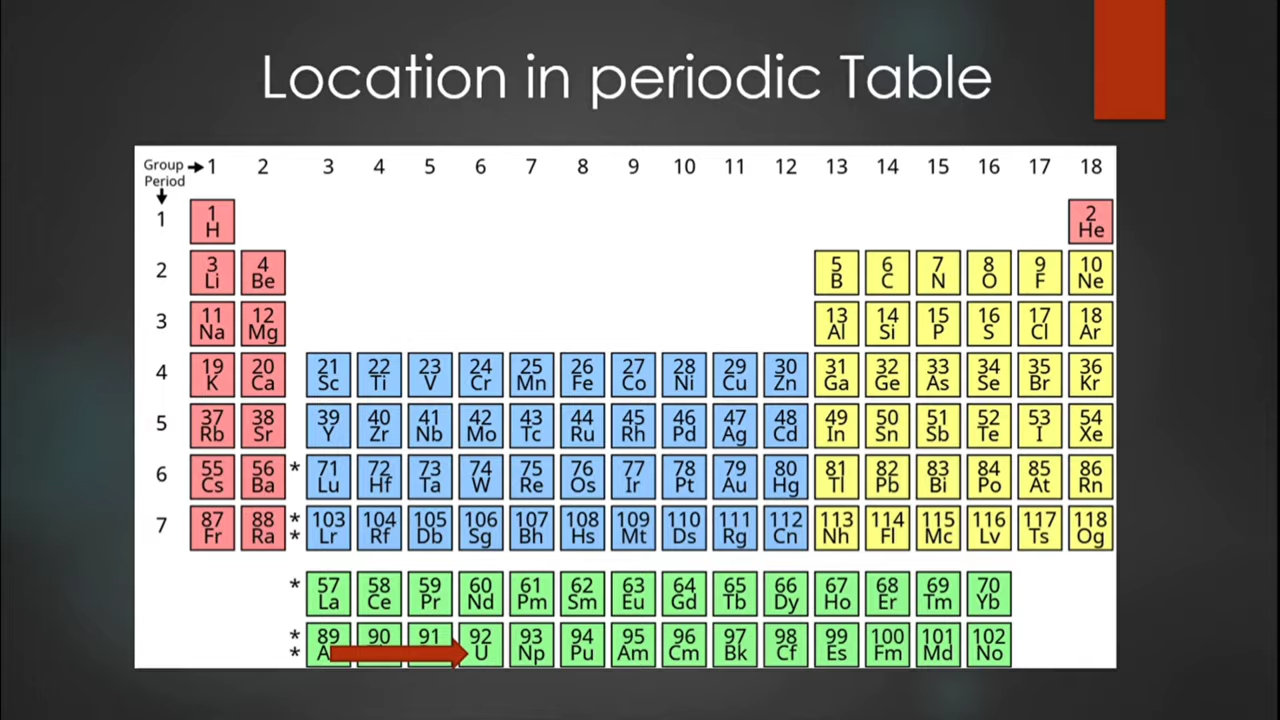 Location in periodic Table
Group → 1 2 3 4 5 6 7 8 9 10 11 12 13 14 15 16 17 18
Period
1 1 2
H He
2 3 4 5 6 7 8 9 10
Li Be B C N O F Ne
3 11 12 13 14 15 16 17 18
Na Mg Al Si P S Cl Ar
4 19 20 21 22 23 24 25 26 27 28 29 30 31 32 33 34 35 36
K Ca Sc Ti V Cr Mn Fe Co Ni Cu Zn Ga Ge As Se Br Kr
5 37 38 39 40 41 42 43 44 45 46 47 48 49 50 51 52 53 54
Rb Sr Y Zr Nb Mo Tc Ru Rh Pd Ag Cd In Sn Sb Te I Xe
6 55 56 * 71 72 73 74 75 76 77 78 79 80 81 82 83 84 85 86
Cs Ba Lu Hf Ta W Re Os Ir Pt Au Hg Tl Pb Bi Po At Rn
7 87 88 * 103 104 105 106 107 108 109 110 111 112 113 114 115 116 117 118
Fr Ra * Lr Rf Db Sg Bh Hs Mt Ds Rg Cn Nh Fl Mc Lv Ts Og
* 57 58 59 60 61 62 63 64 65 66 67 68 69 70
La Ce Pr Nd Pm Sm Eu Gd Tb Dy Ho Er Tm Yb
* 89 90 91 92 93 94 95 96 97 98 99 100 101 102
* U Np Pu Am Cm Bk Cf Es Fm Md No